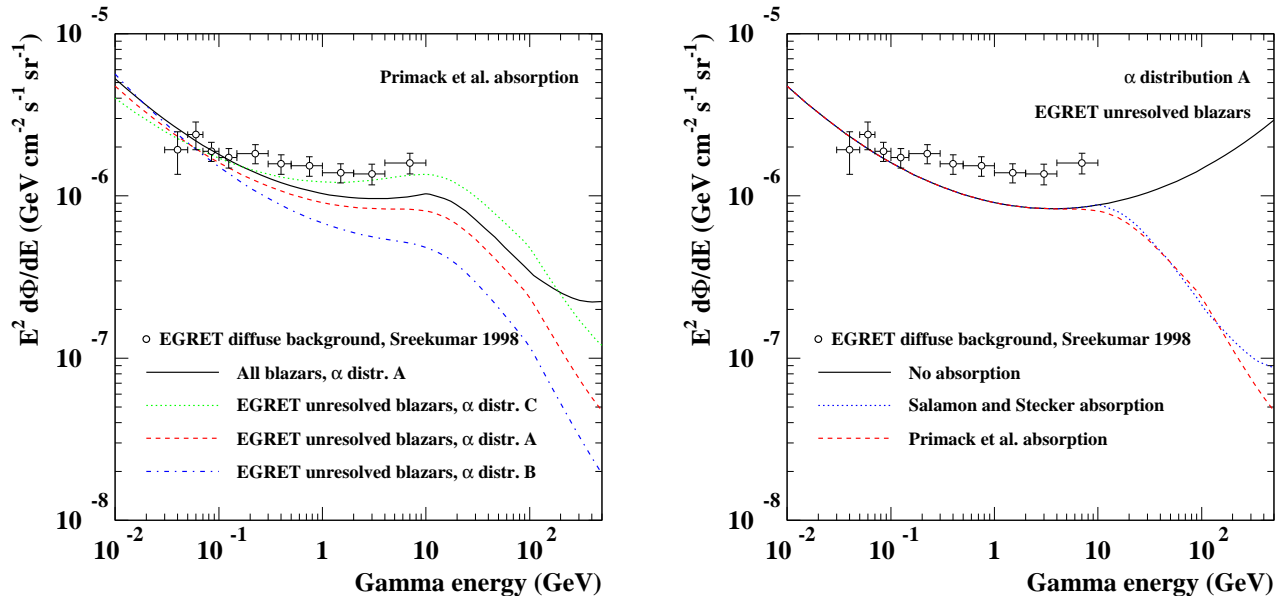 Primack et al. absorption
E² dΦ/dE (GeV cm⁻² s⁻¹ sr⁻¹)
10⁻⁵
10⁻⁶
10⁻⁷
10⁻⁸
EGRET diffuse background, Sreekumar 1998
All blazars, α distr. A
EGRET unresolved blazars, α distr. C
EGRET unresolved blazars, α distr. A
EGRET unresolved blazars, α distr. B
10⁻² 10⁻¹ 1 10 10²
Gamma energy (GeV)
α distribution A
EGRET unresolved blazars
E² dΦ/dE (GeV cm⁻² s⁻¹ sr⁻¹)
10⁻⁵
10⁻⁶
10⁻⁷
10⁻⁸
EGRET diffuse background, Sreekumar 1998
No absorption
Salamon and Stecker absorption
Primack et al. absorption
10⁻² 10⁻¹ 1 10 10²
Gamma energy (GeV)